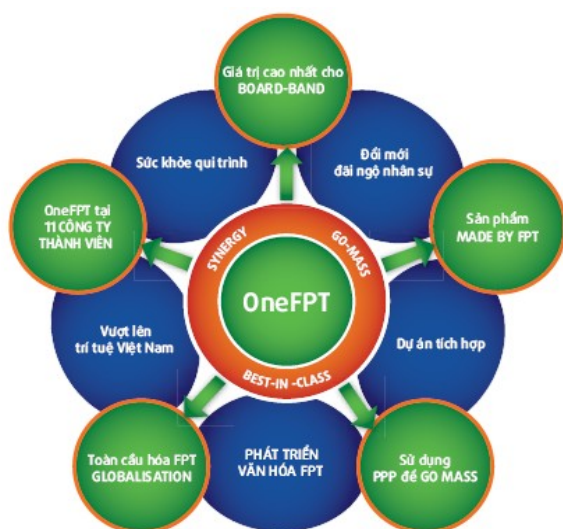 Giá trị cao nhất cho
BOARD-BAND
Sức khỏe qui trình
Đổi mới
đãi ngộ nhân sự
OneFPT tại
11 CÔNG TY
THÀNH VIÊN
Sản phẩm
MADE BY FPT
SYNERGY
GO-MASS
OneFPT
BEST-IN -CLASS
Vượt lên
trí tuệ Việt Nam
Dự án tích hợp
Toàn cầu hóa FPT
GLOBALISATION
PHÁT TRIỂN
VĂN HÓA FPT
Sử dụng
PPP để GO MASS